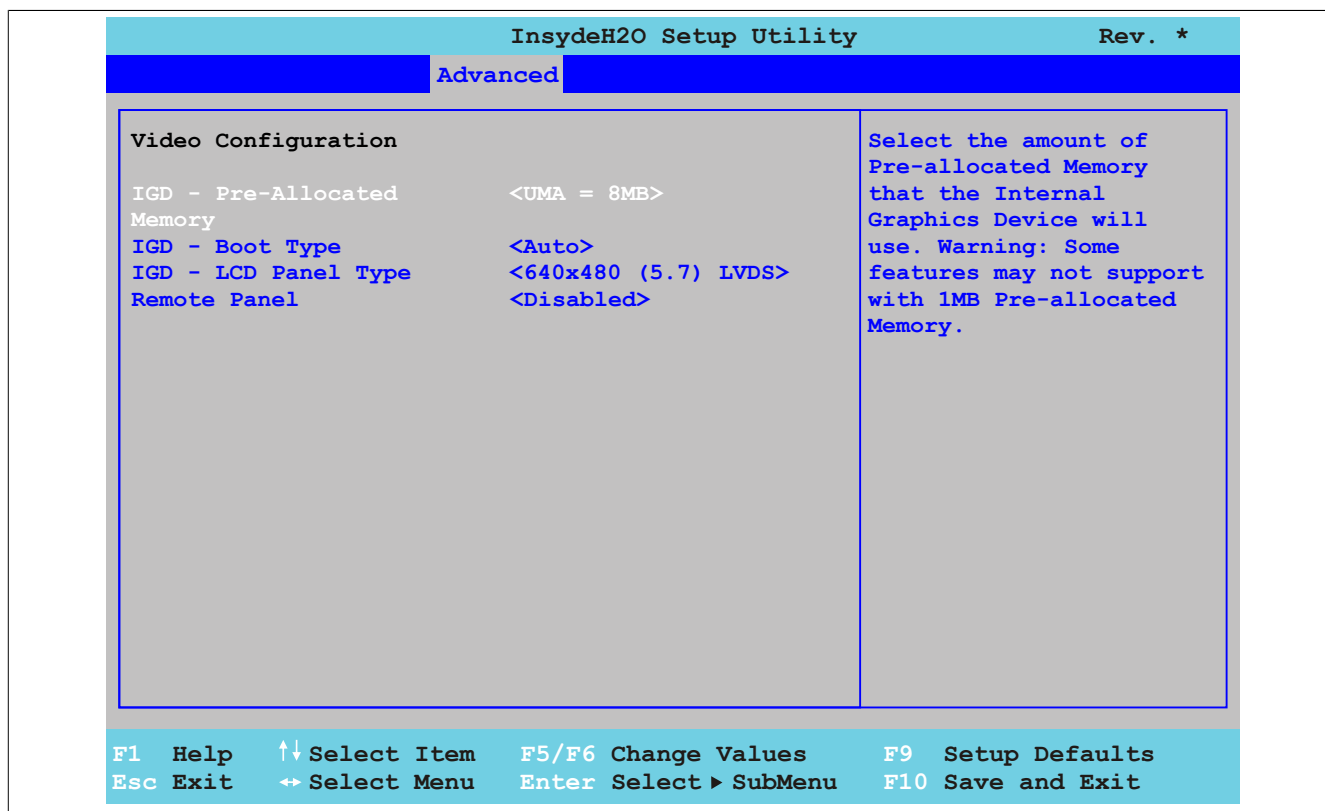 InsydeH2O Setup Utility Rev. *
Advanced
Video Configuration
IGD - Pre-Allocated Memory <UMA = 8MB>
IGD - Boot Type <Auto>
IGD - LCD Panel Type <640x480 (5.7) LVDS>
Remote Panel <Disabled>
Select the amount of
Pre-allocated Memory
that the Internal
Graphics Device will
use. Warning: Some
features may not support
with 1MB Pre-allocated
Memory.
F1 Help ↑↓ Select Item F5/F6 Change Values F9 Setup Defaults
Esc Exit ↔ Select Menu Enter Select ▶ SubMenu F10 Save and Exit